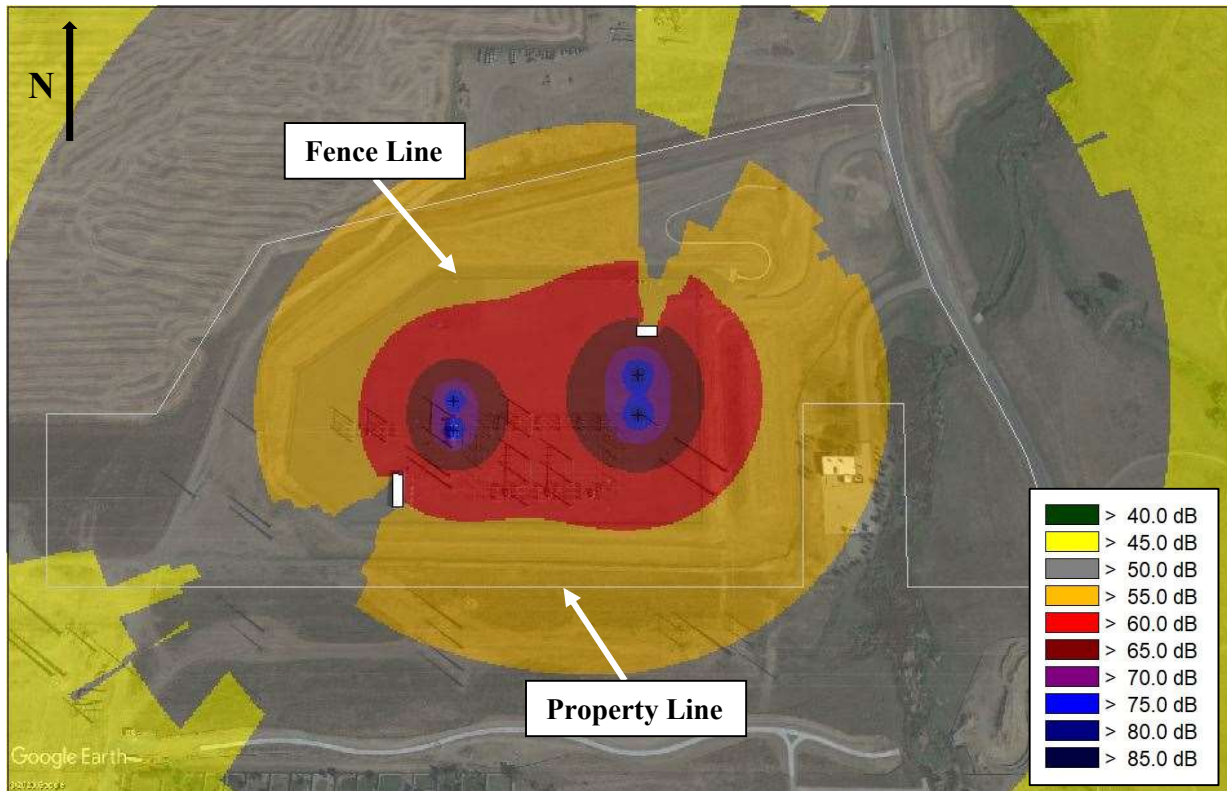 N
Fence Line
Property Line
> 40.0 dB
> 45.0 dB
> 50.0 dB
> 55.0 dB
> 60.0 dB
> 65.0 dB
> 70.0 dB
> 75.0 dB
> 80.0 dB
> 85.0 dB
Google Earth